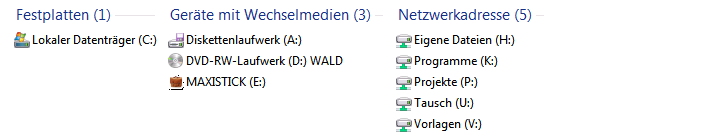 Festplatten (1)
Lokaler Datenträger (C:)
Geräte mit Wechselmedien (3)
Diskettenlaufwerk (A:)
DVD-RW-Laufwerk (D:) WALD
MAXISTICK (E:)
Netzwerkadresse (5)
Eigene Dateien (H:)
Programme (K:)
Projekte (P:)
Tausch (U:)
Vorlagen (V:)